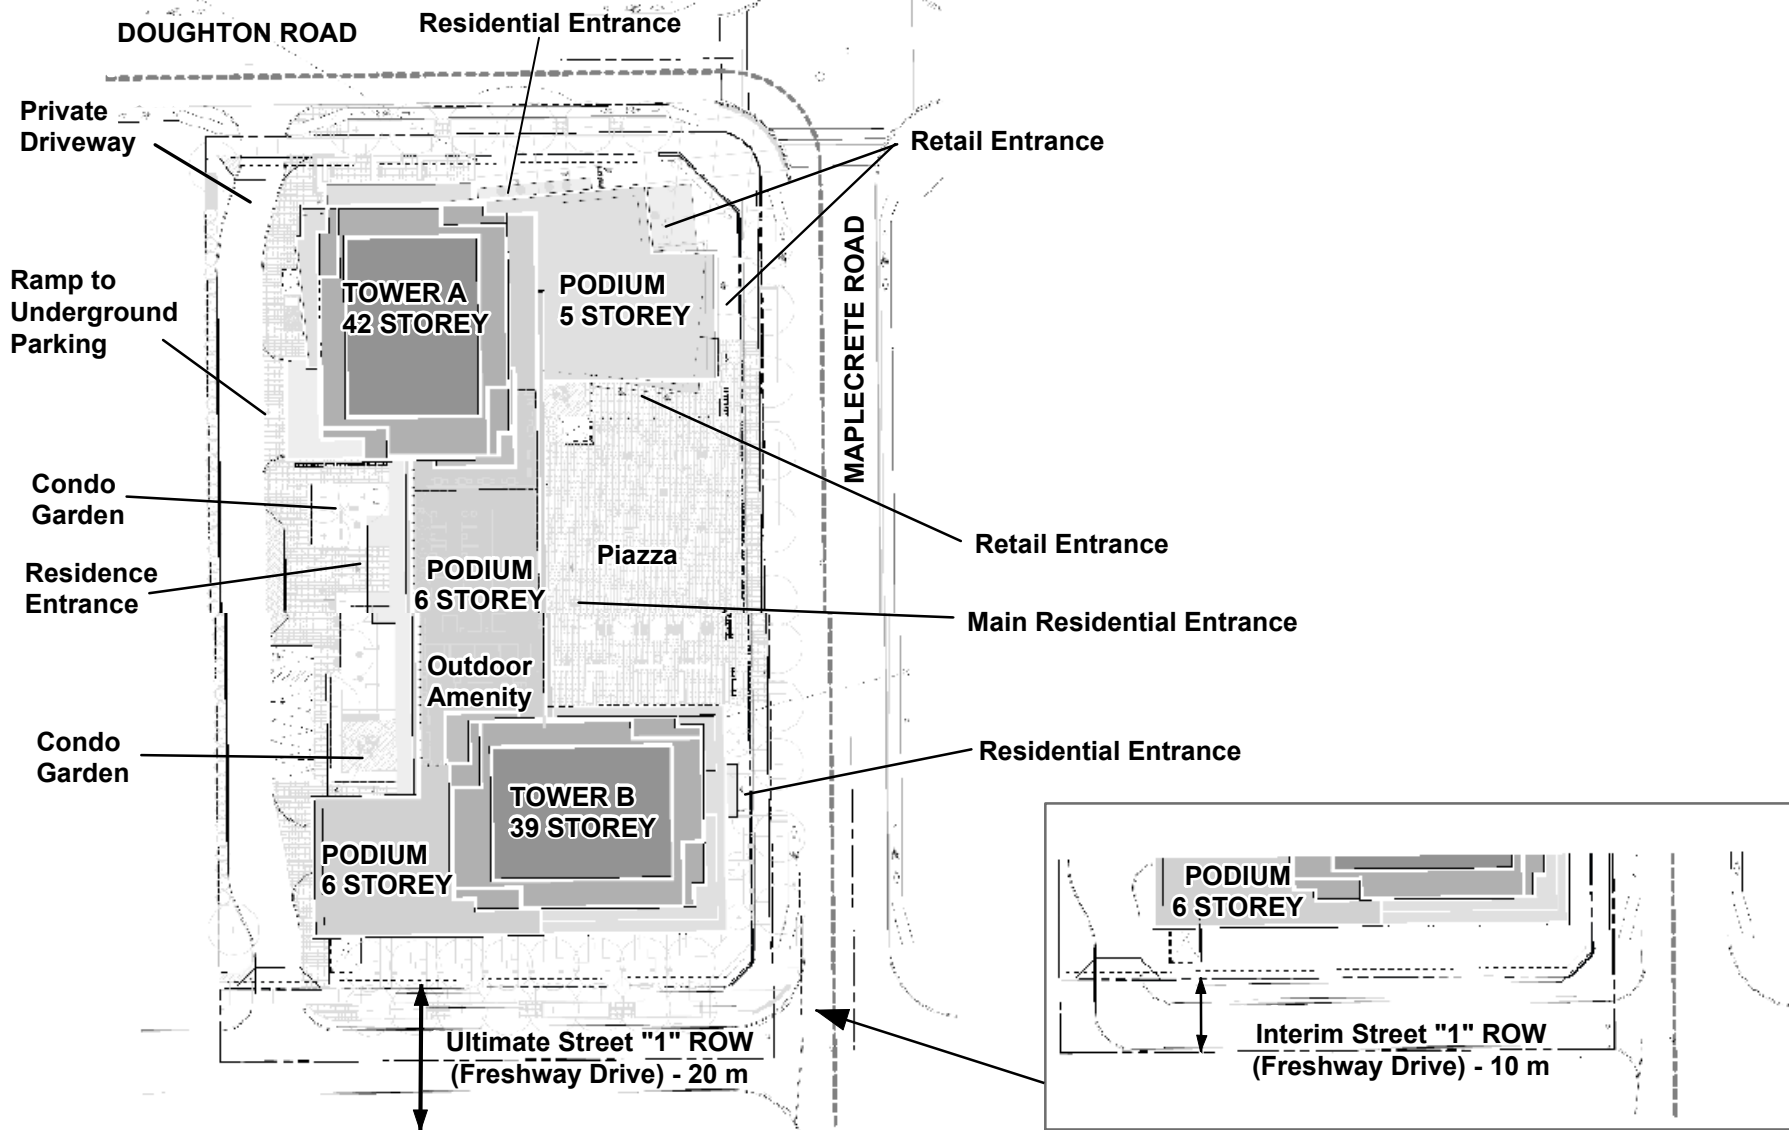 DOUGHTON ROAD
Residential Entrance
Private
Driveway
Retail Entrance
MAPLECRETE ROAD
Ramp to
Underground
Parking
TOWER A
42 STOREY
PODIUM
5 STOREY
Condo
Garden
Retail Entrance
Residence
Entrance
PODIUM
6 STOREY
Piazza
Main Residential Entrance
Outdoor
Amenity
Condo
Garden
Residential Entrance
TOWER B
39 STOREY
PODIUM
6 STOREY
PODIUM
6 STOREY
Ultimate Street "1" ROW
(Freshway Drive) - 20 m
Interim Street "1" ROW
(Freshway Drive) - 10 m